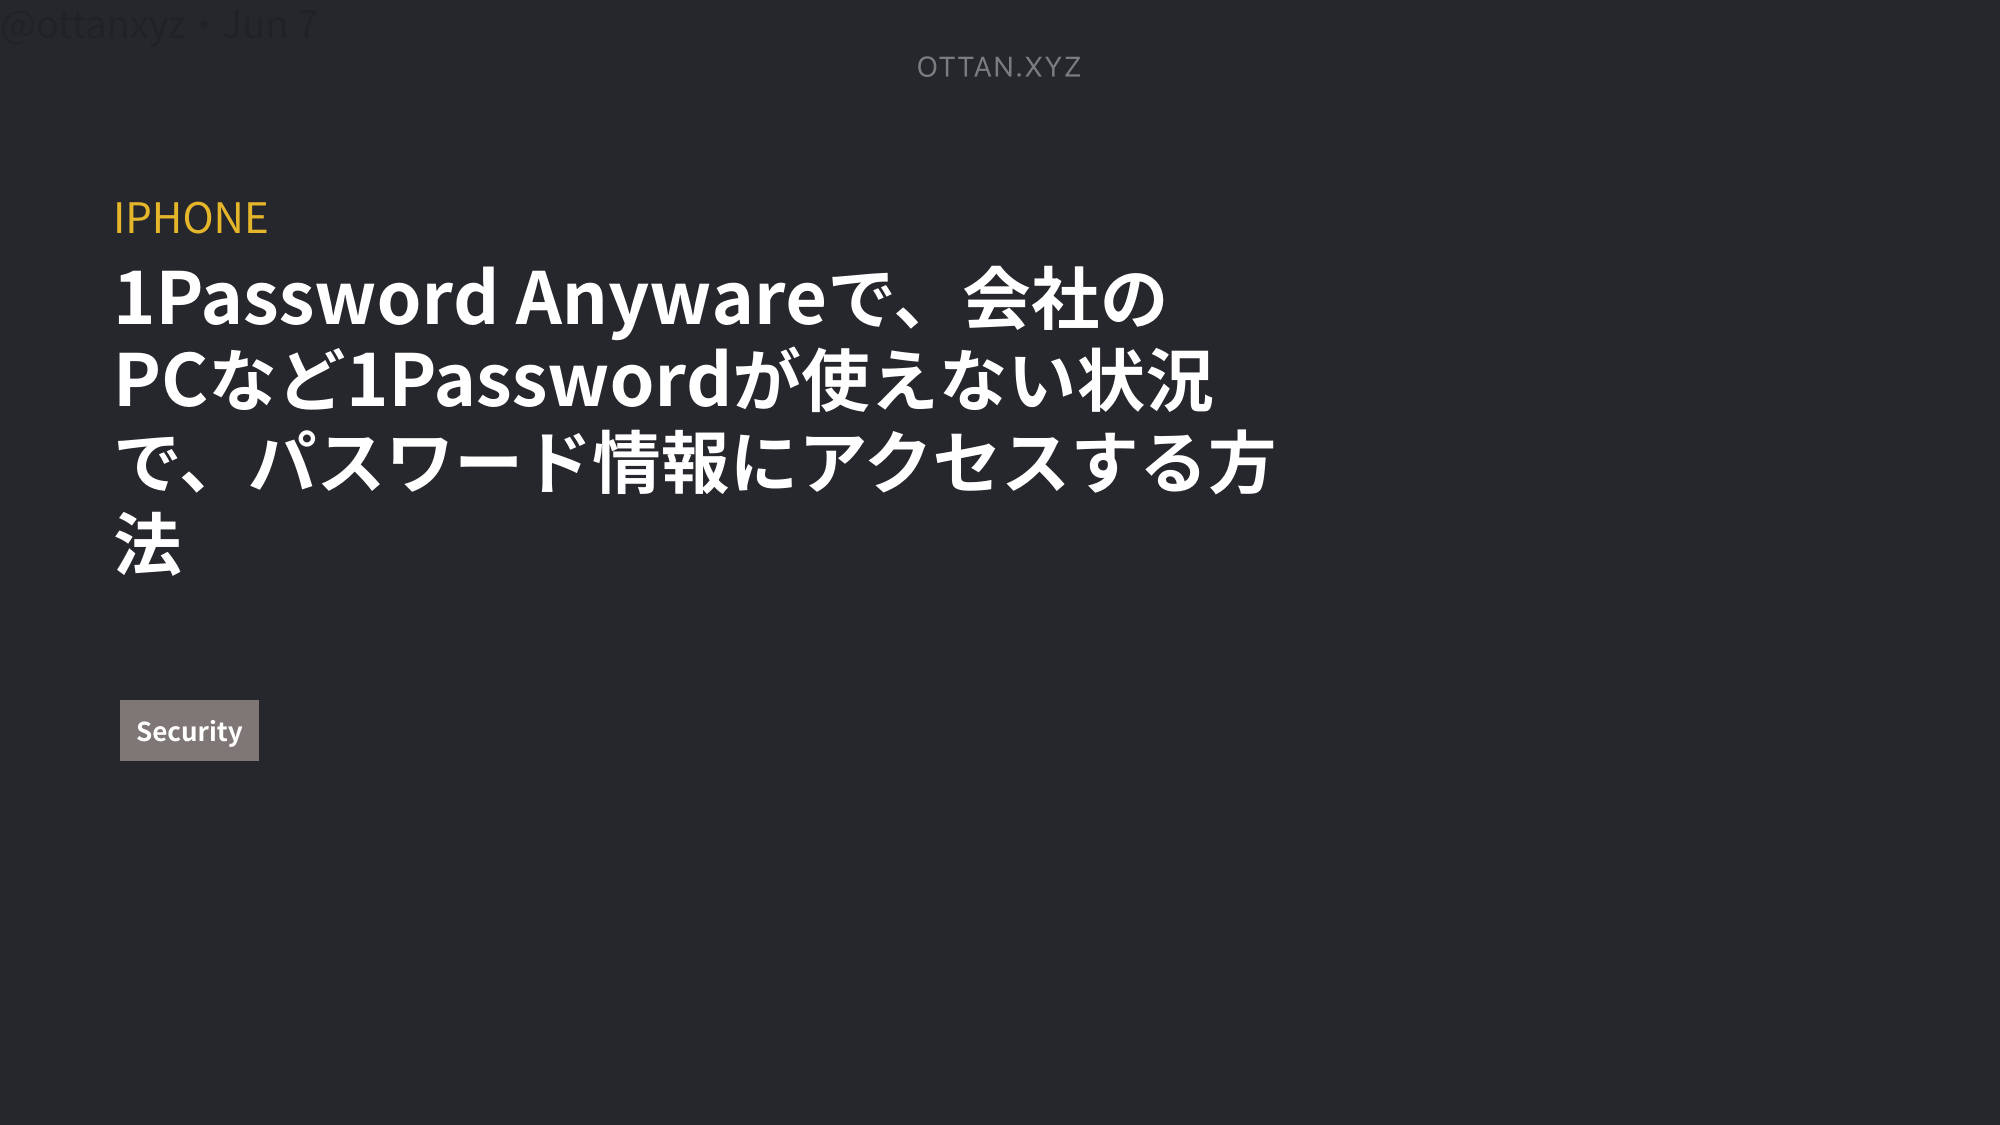 @ottanxyz・Jun 7
OTTAN.XYZ
IPHONE
1Password Anywareで、会社の
PCなど1Passwordが使えない状況
で、パスワード情報にアクセスする方
法
Security